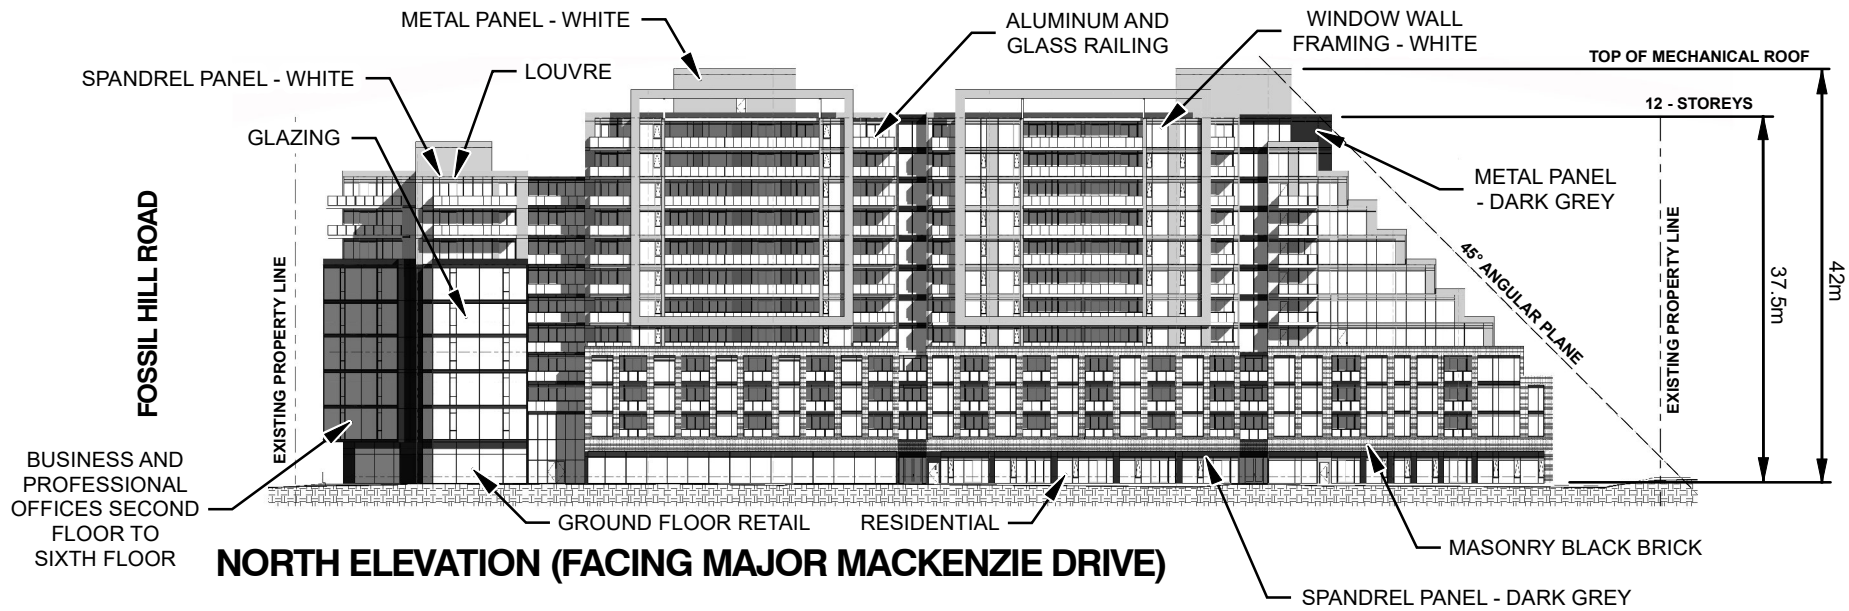 METAL PANEL - WHITE
ALUMINUM AND
GLASS RAILING
WINDOW WALL
FRAMING - WHITE
TOP OF MECHANICAL ROOF
SPANDREL PANEL - WHITE
LOUVRE
12 - STOREYS
GLAZING
METAL PANEL
- DARK GREY
FOSSIL HILL ROAD
EXISTING PROPERTY LINE
45° ANGULAR PLANE
EXISTING PROPERTY LINE
37.5m
42m
BUSINESS AND
PROFESSIONAL
OFFICES SECOND
FLOOR TO
SIXTH FLOOR
GROUND FLOOR RETAIL
RESIDENTIAL
MASONRY BLACK BRICK
NORTH ELEVATION (FACING MAJOR MACKENZIE DRIVE)
SPANDREL PANEL - DARK GREY